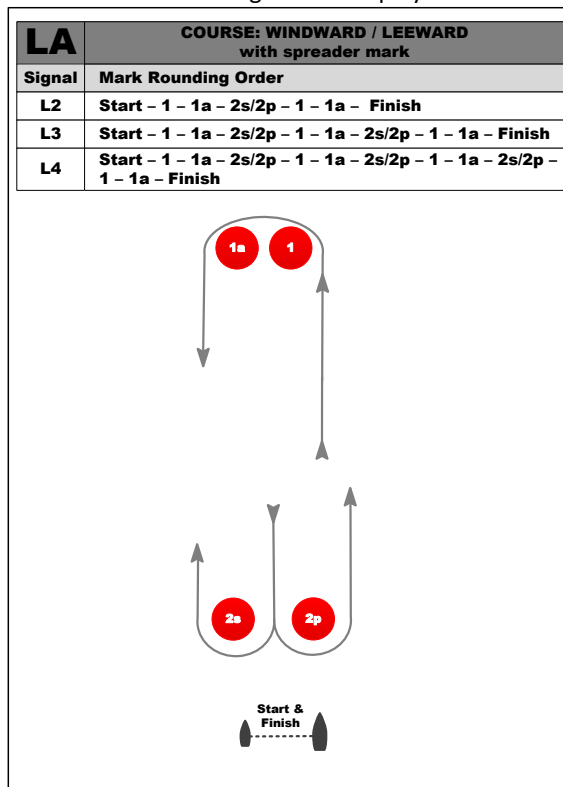 LA
COURSE: WINDWARD / LEEWARD
with spreader mark
Signal Mark Rounding Order
L2 Start – 1 – 1a – 2s/2p – 1 – 1a – Finish
L3 Start – 1 – 1a – 2s/2p – 1 – 1a – 2s/2p – 1 – 1a – Finish
L4 Start – 1 – 1a – 2s/2p – 1 – 1a – 2s/2p – 1 – 1a – 2s/2p –
1 – 1a – Finish
1a 1
2s 2p
Start &
Finish